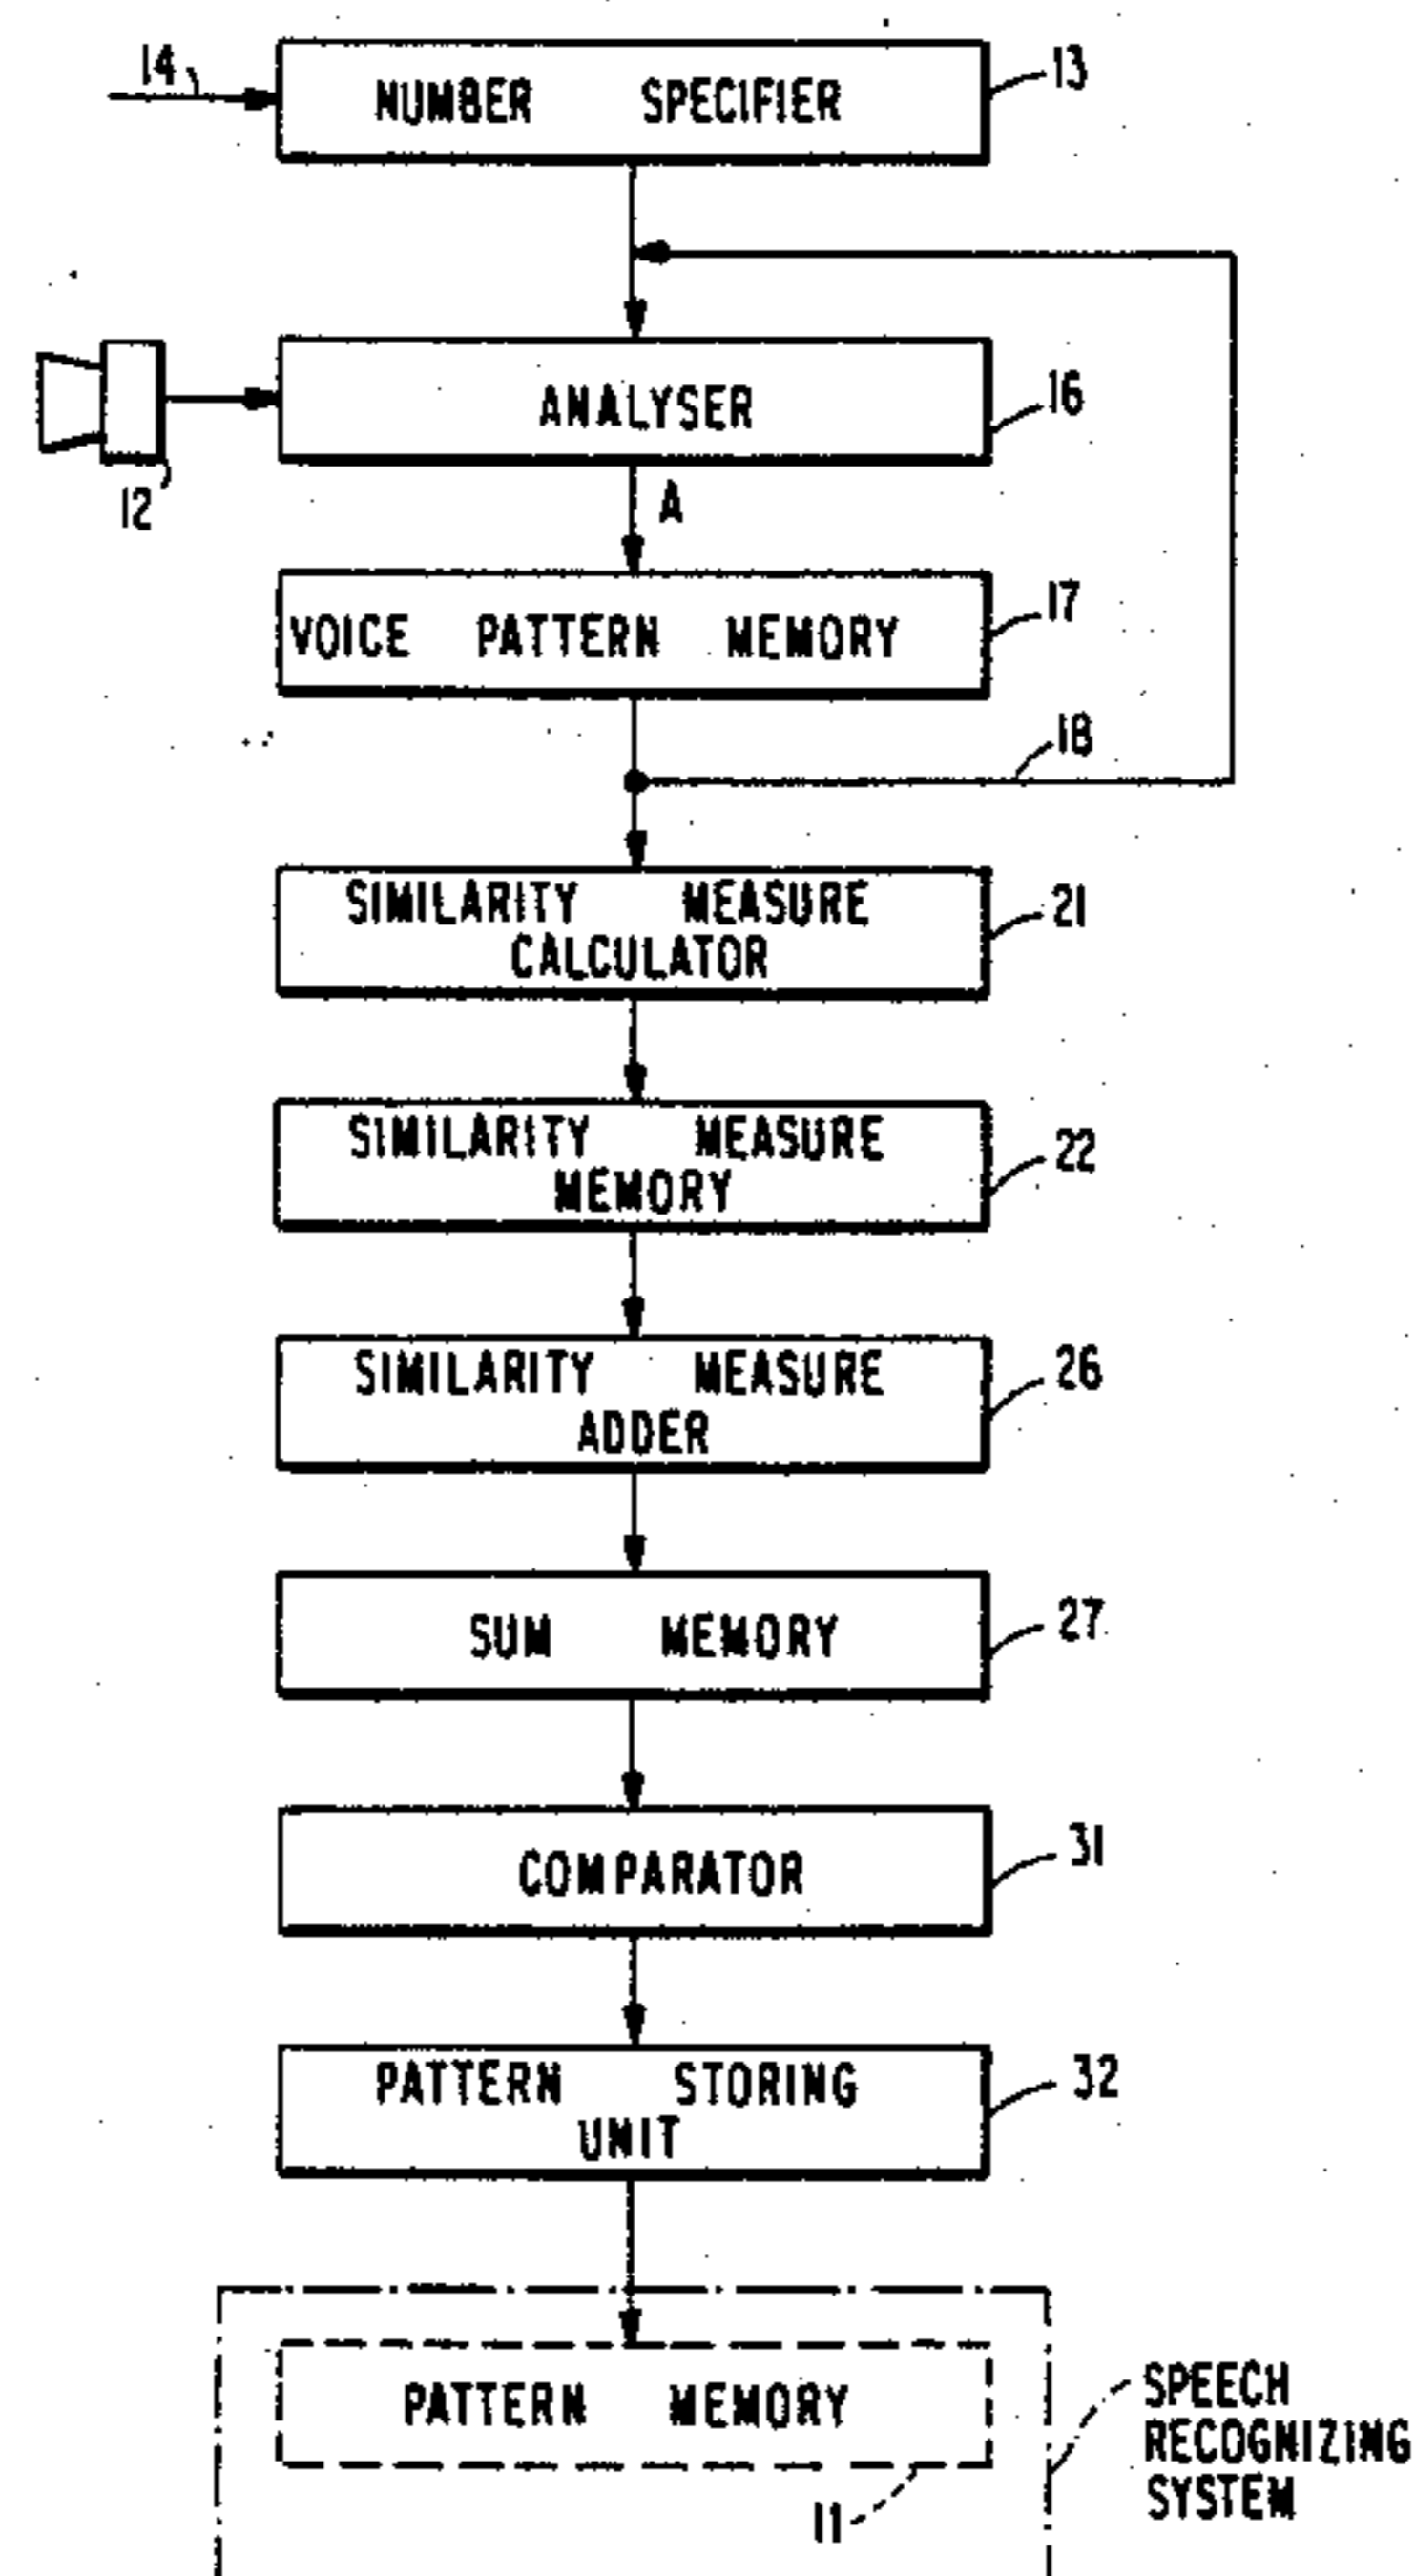 14
NUMBER SPECIFIER
13
ANALYSER
16
12
A
VOICE PATTERN MEMORY
17
18
SIMILARITY MEASURE
CALCULATOR
21
SIMILARITY MEASURE
MEMORY
22
SIMILARITY MEASURE
ADDER
26
SUM MEMORY
27
COMPARATOR
31
PATTERN STORING
UNIT
32
PATTERN MEMORY
11
SPEECH
RECOGNIZING
SYSTEM